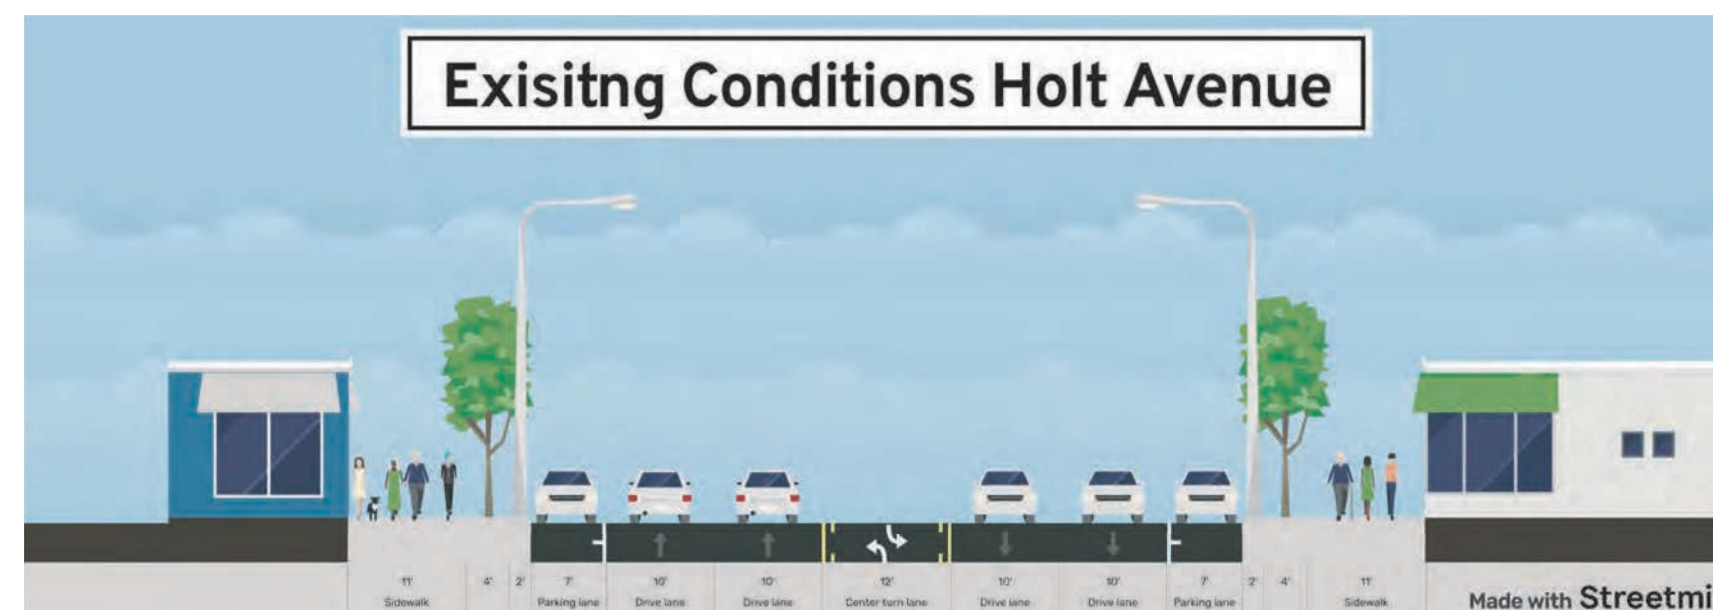 Exisitng Conditions Holt Avenue
11' 4' 2' 7' 10' 10' 12' 10' 10' 7' 2' 4' 11'
Sidewalk Parking lane Drive lane Drive lane Center turn lane Drive lane Drive lane Parking lane Sidewalk
Made with Streetmi